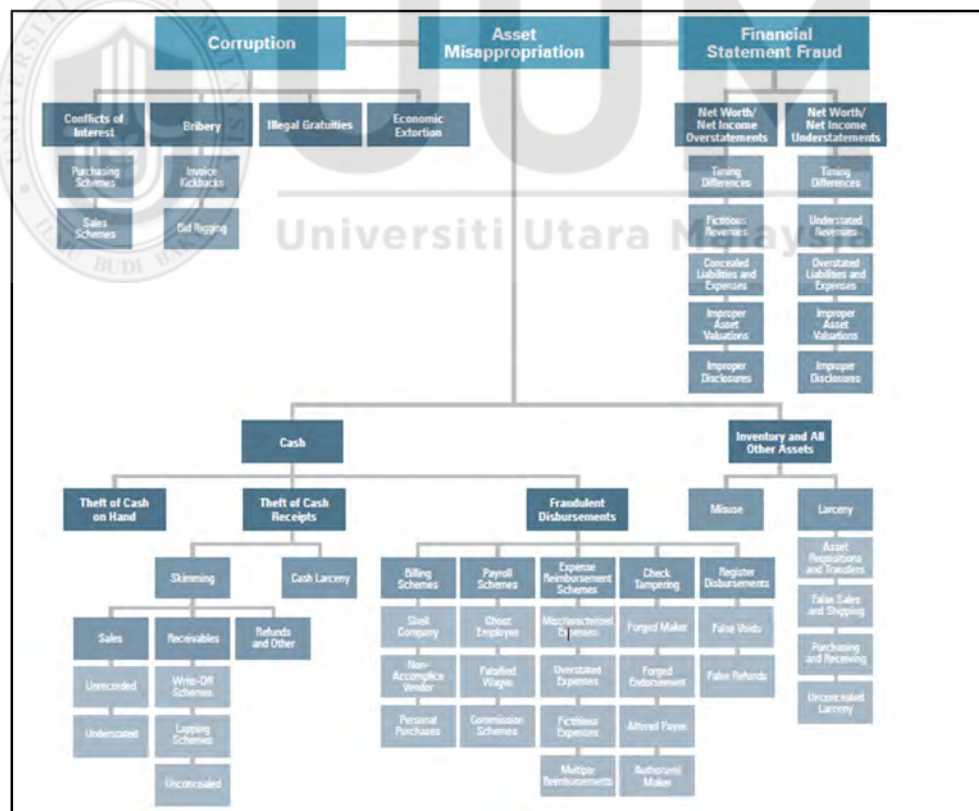 Corruption
Asset
Misappropriation
Financial
Statement Fraud
Conflicts of
Interest
Bribery
Illegal Gratuities
Economic
Extortion
Net Worth/
Net Income
Overstatements
Net Worth/
Net Income
Understatements
Purchasing
Schemes
Invoice
Kickbacks
Timing
Differences
Timing
Differences
Sales
Schemes
Bid Rigging
Fictitious
Revenues
Understated
Revenues
Universiti Utara Malaysia
Concealed
Liabilities and
Expenses
Overstated
Liabilities and
Expenses
Improper
Asset
Valuations
Improper
Asset
Valuations
Improper
Disclosures
Improper
Disclosures
Cash
Inventory and All
Other Assets
Theft of Cash
on Hand
Theft of Cash
Receipts
Fraudulent
Disbursements
Misuse
Larceny
Skimming
Cash Larceny
Billing
Schemes
Payroll
Schemes
Expense
Reimbursement
Schemes
Check
Tampering
Register
Disbursements
Asset
Requisitions
and Transfers
Sales
Receivables
Refunds
and Other
Shell
Company
Ghost
Employee
Mischaracterized
Expenses
Forged Maker
False Voids
False Sales
and Shipping
Unrecorded
Write-Off
Schemes
Non-
Accomplice
Vendor
Falsified
Wages
Overstated
Expenses
Forged
Endorsement
False Refunds
Purchasing
and Receiving
Understated
Lapping
Schemes
Personal
Purchases
Commission
Schemes
Fictitious
Expenses
Altered Payee
Unconcealed
Larceny
Unconcealed
Multiple
Reimbursements
Authorized
Maker
UUM
UNIVERSITI
MALAYSIA
ILMU BUDI BAKTI